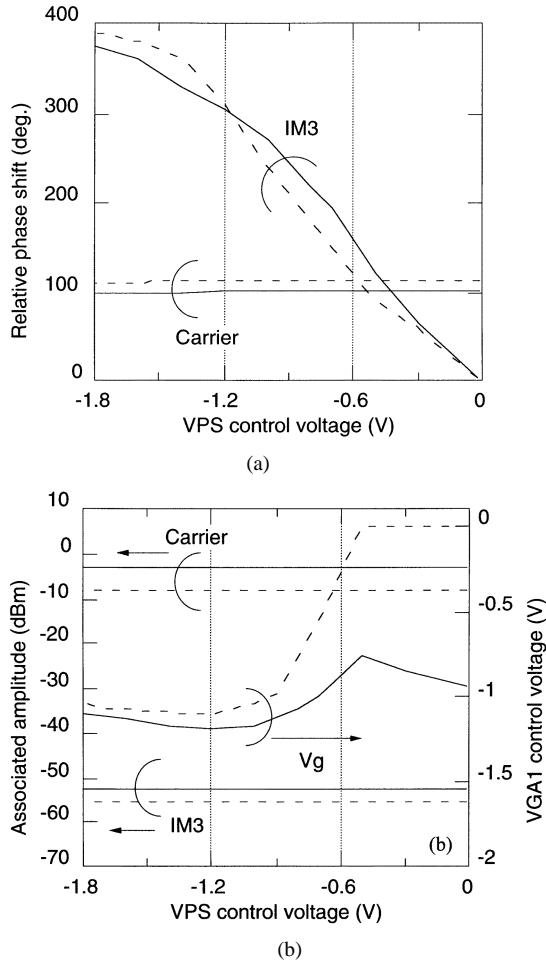 400
300
200
100
0
Relative phase shift (deg.)
IM3
Carrier
-1.8
-1.2
-0.6
0
VPS control voltage (V)
(a)
10
0
-10
-20
-30
-40
-50
-60
-70
Associated amplitude (dBm)
Carrier
Vg
IM3
(b)
0
-0.5
-1
-1.5
-2
VGA1 control voltage (V)
-1.8
-1.2
-0.6
0
VPS control voltage (V)
(b)